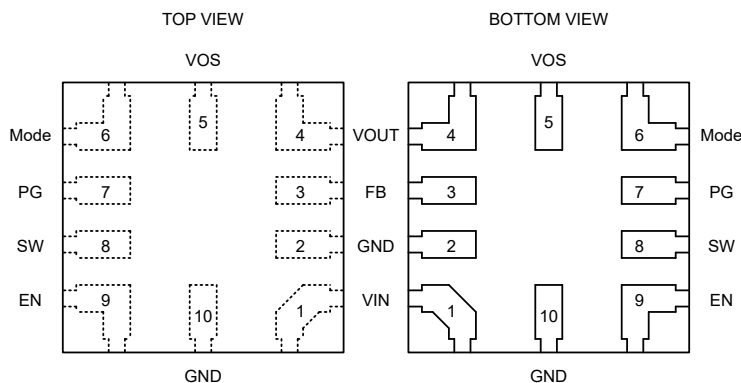 TOP VIEW BOTTOM VIEW
VOS VOS
5 5
Mode 6 4 VOUT 4 6 Mode
PG 7 3 FB 3 7 PG
SW 8 2 GND 2 8 SW
EN 9 1 VIN 1 9 EN
10 10
GND GND